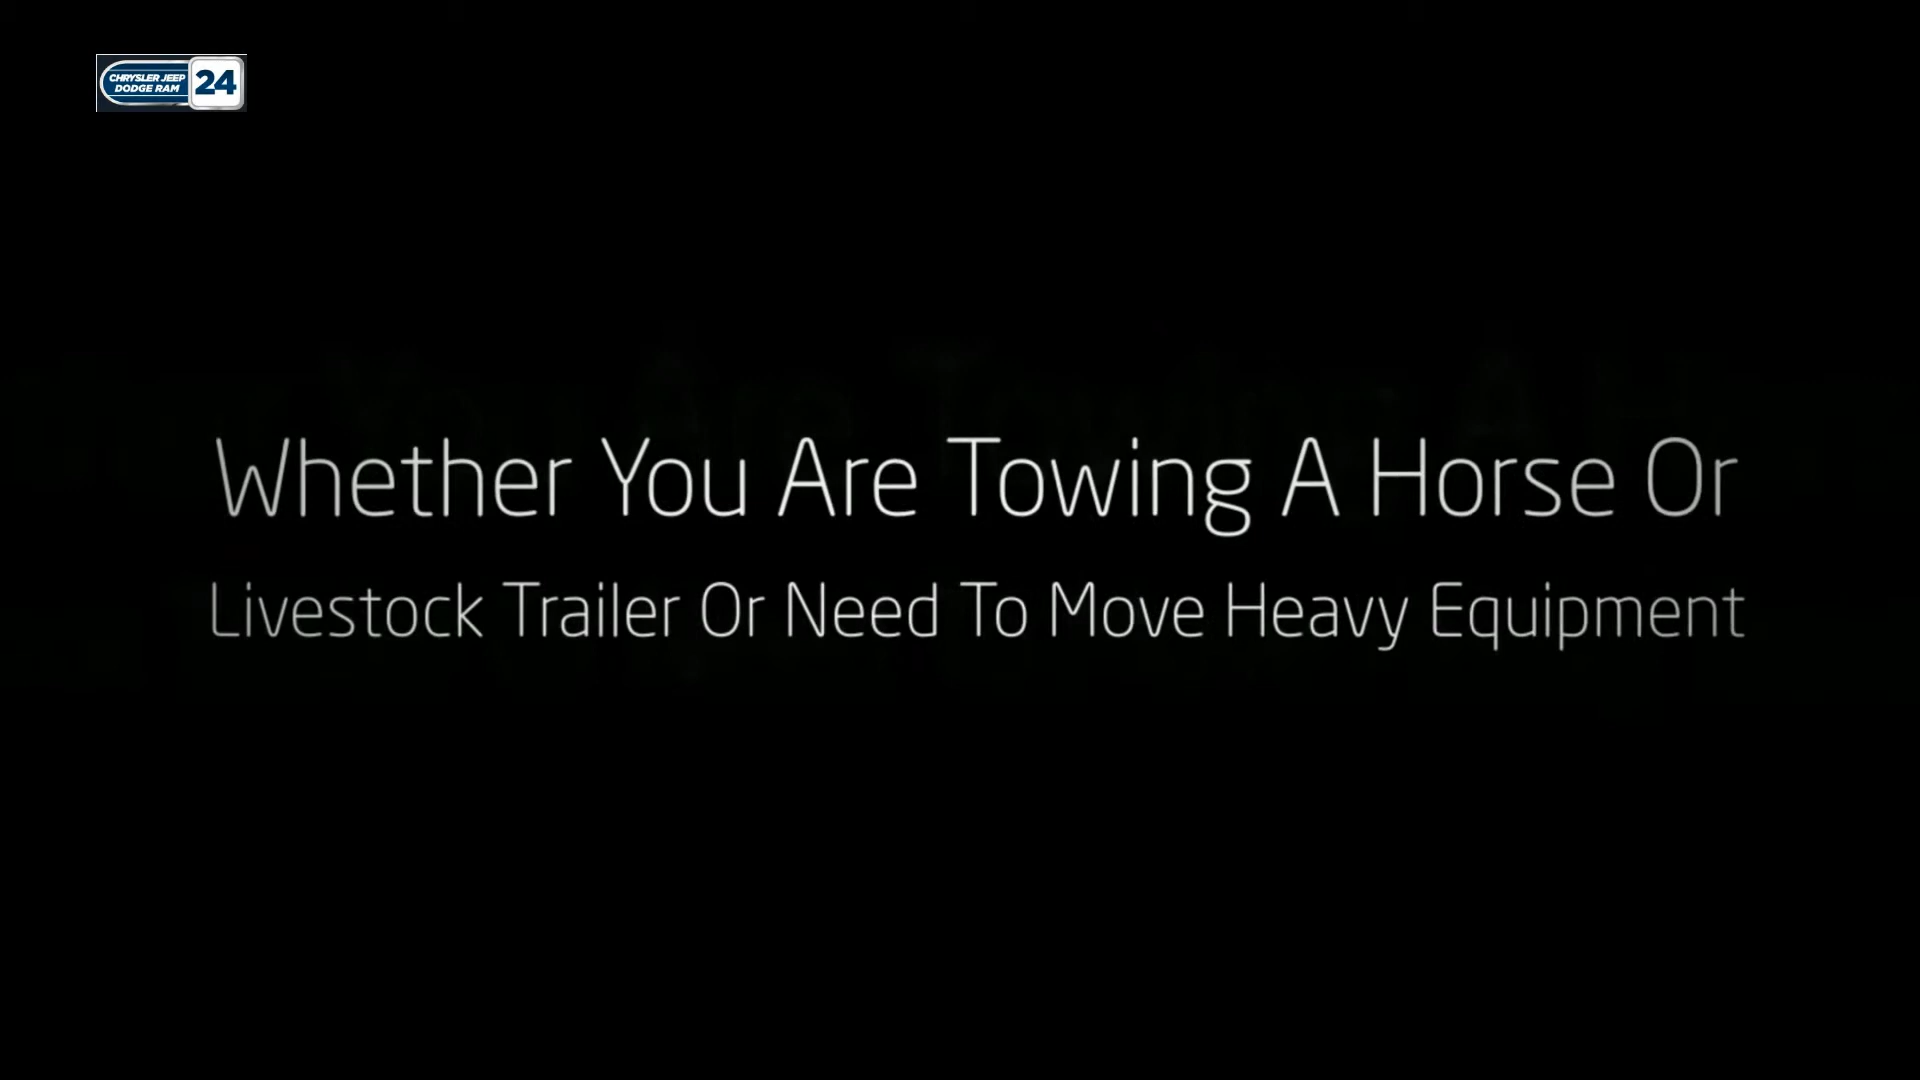 CHRYSLER JEEP
DODGE RAM
24
Whether You Are Towing A Horse Or
Livestock Trailer Or Need To Move Heavy Equipment